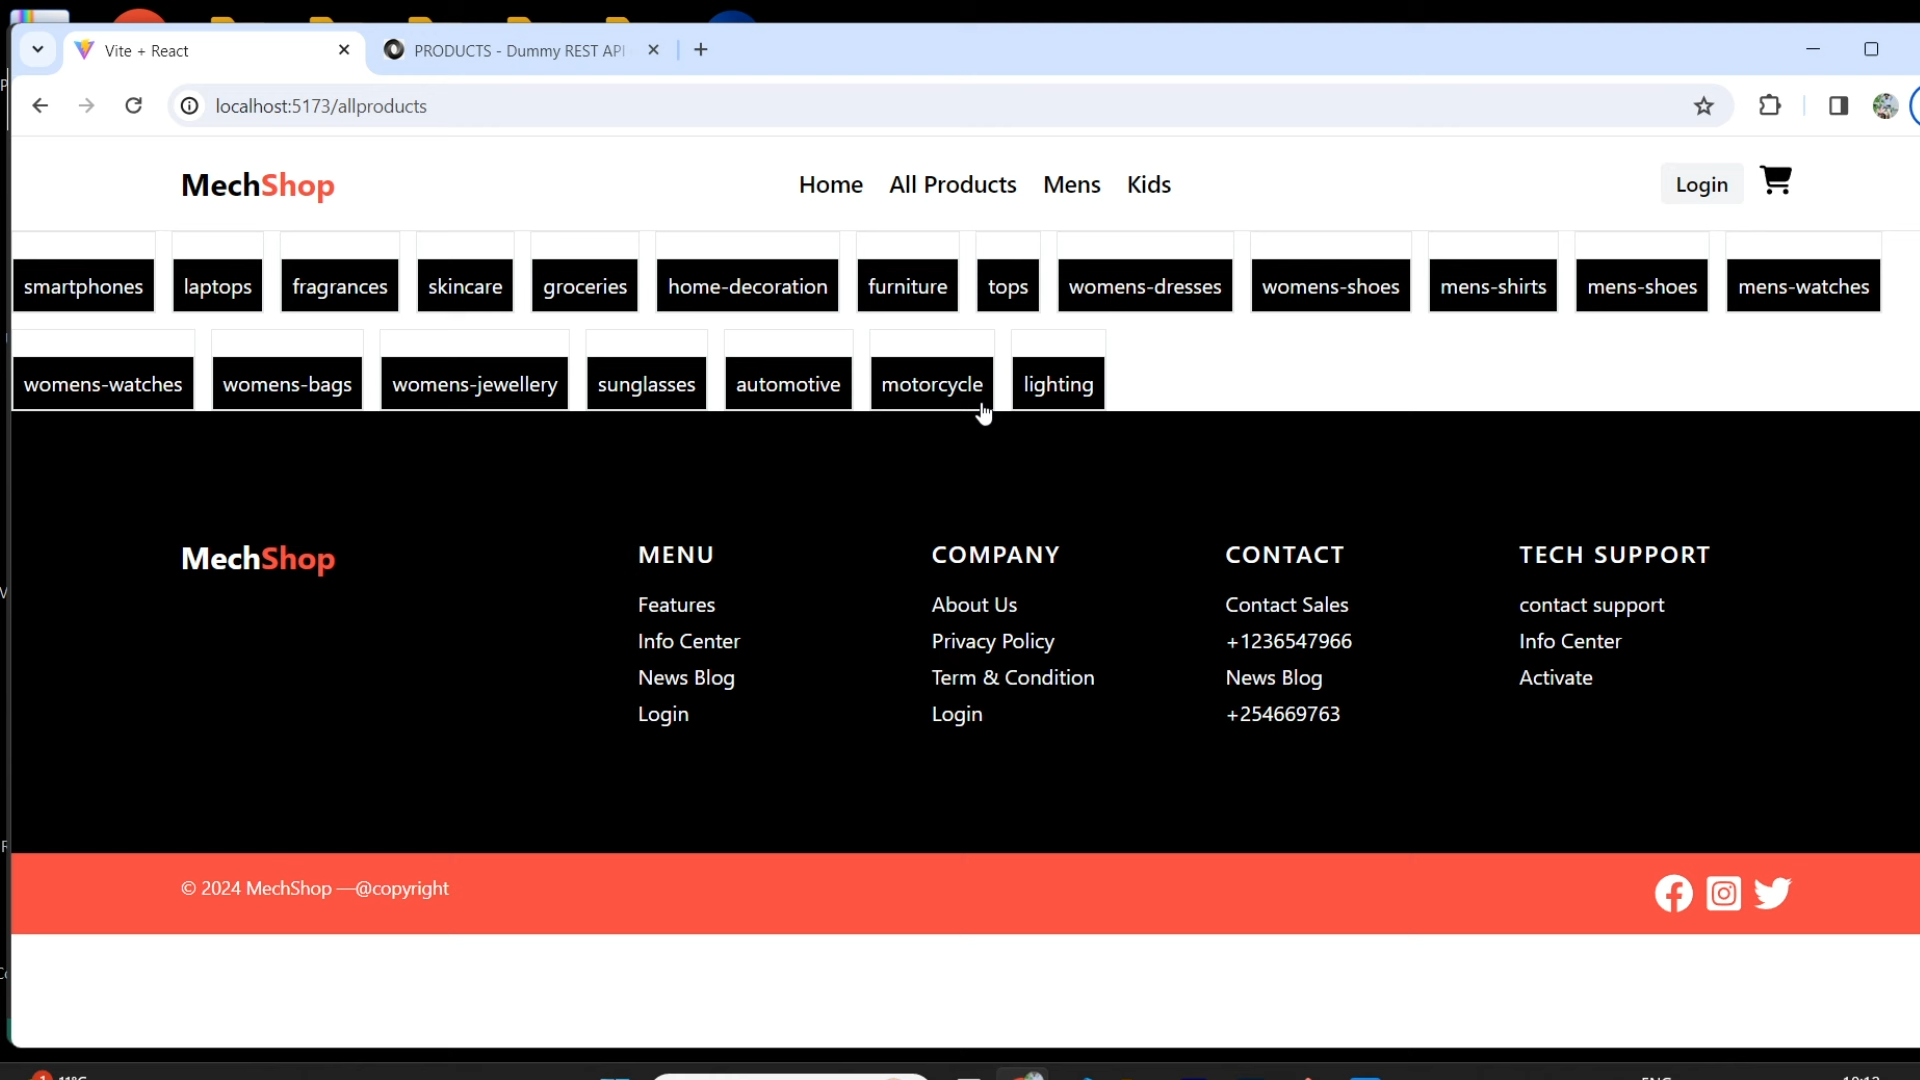 Vite + React
PRODUCTS - Dummy REST API
localhost:5173/allproducts
MechShop
Home All Products Mens Kids
Login
smartphones laptops fragrances skincare groceries home-decoration furniture tops womens-dresses womens-shoes mens-shirts mens-shoes mens-watches
womens-watches womens-bags womens-jewellery sunglasses automotive motorcycle lighting
MechShop
MENU
Features
Info Center
News Blog
Login
COMPANY
About Us
Privacy Policy
Term & Condition
Login
CONTACT
Contact Sales
+1236547966
News Blog
+254669763
TECH SUPPORT
contact support
Info Center
Activate
© 2024 MechShop —@copyright